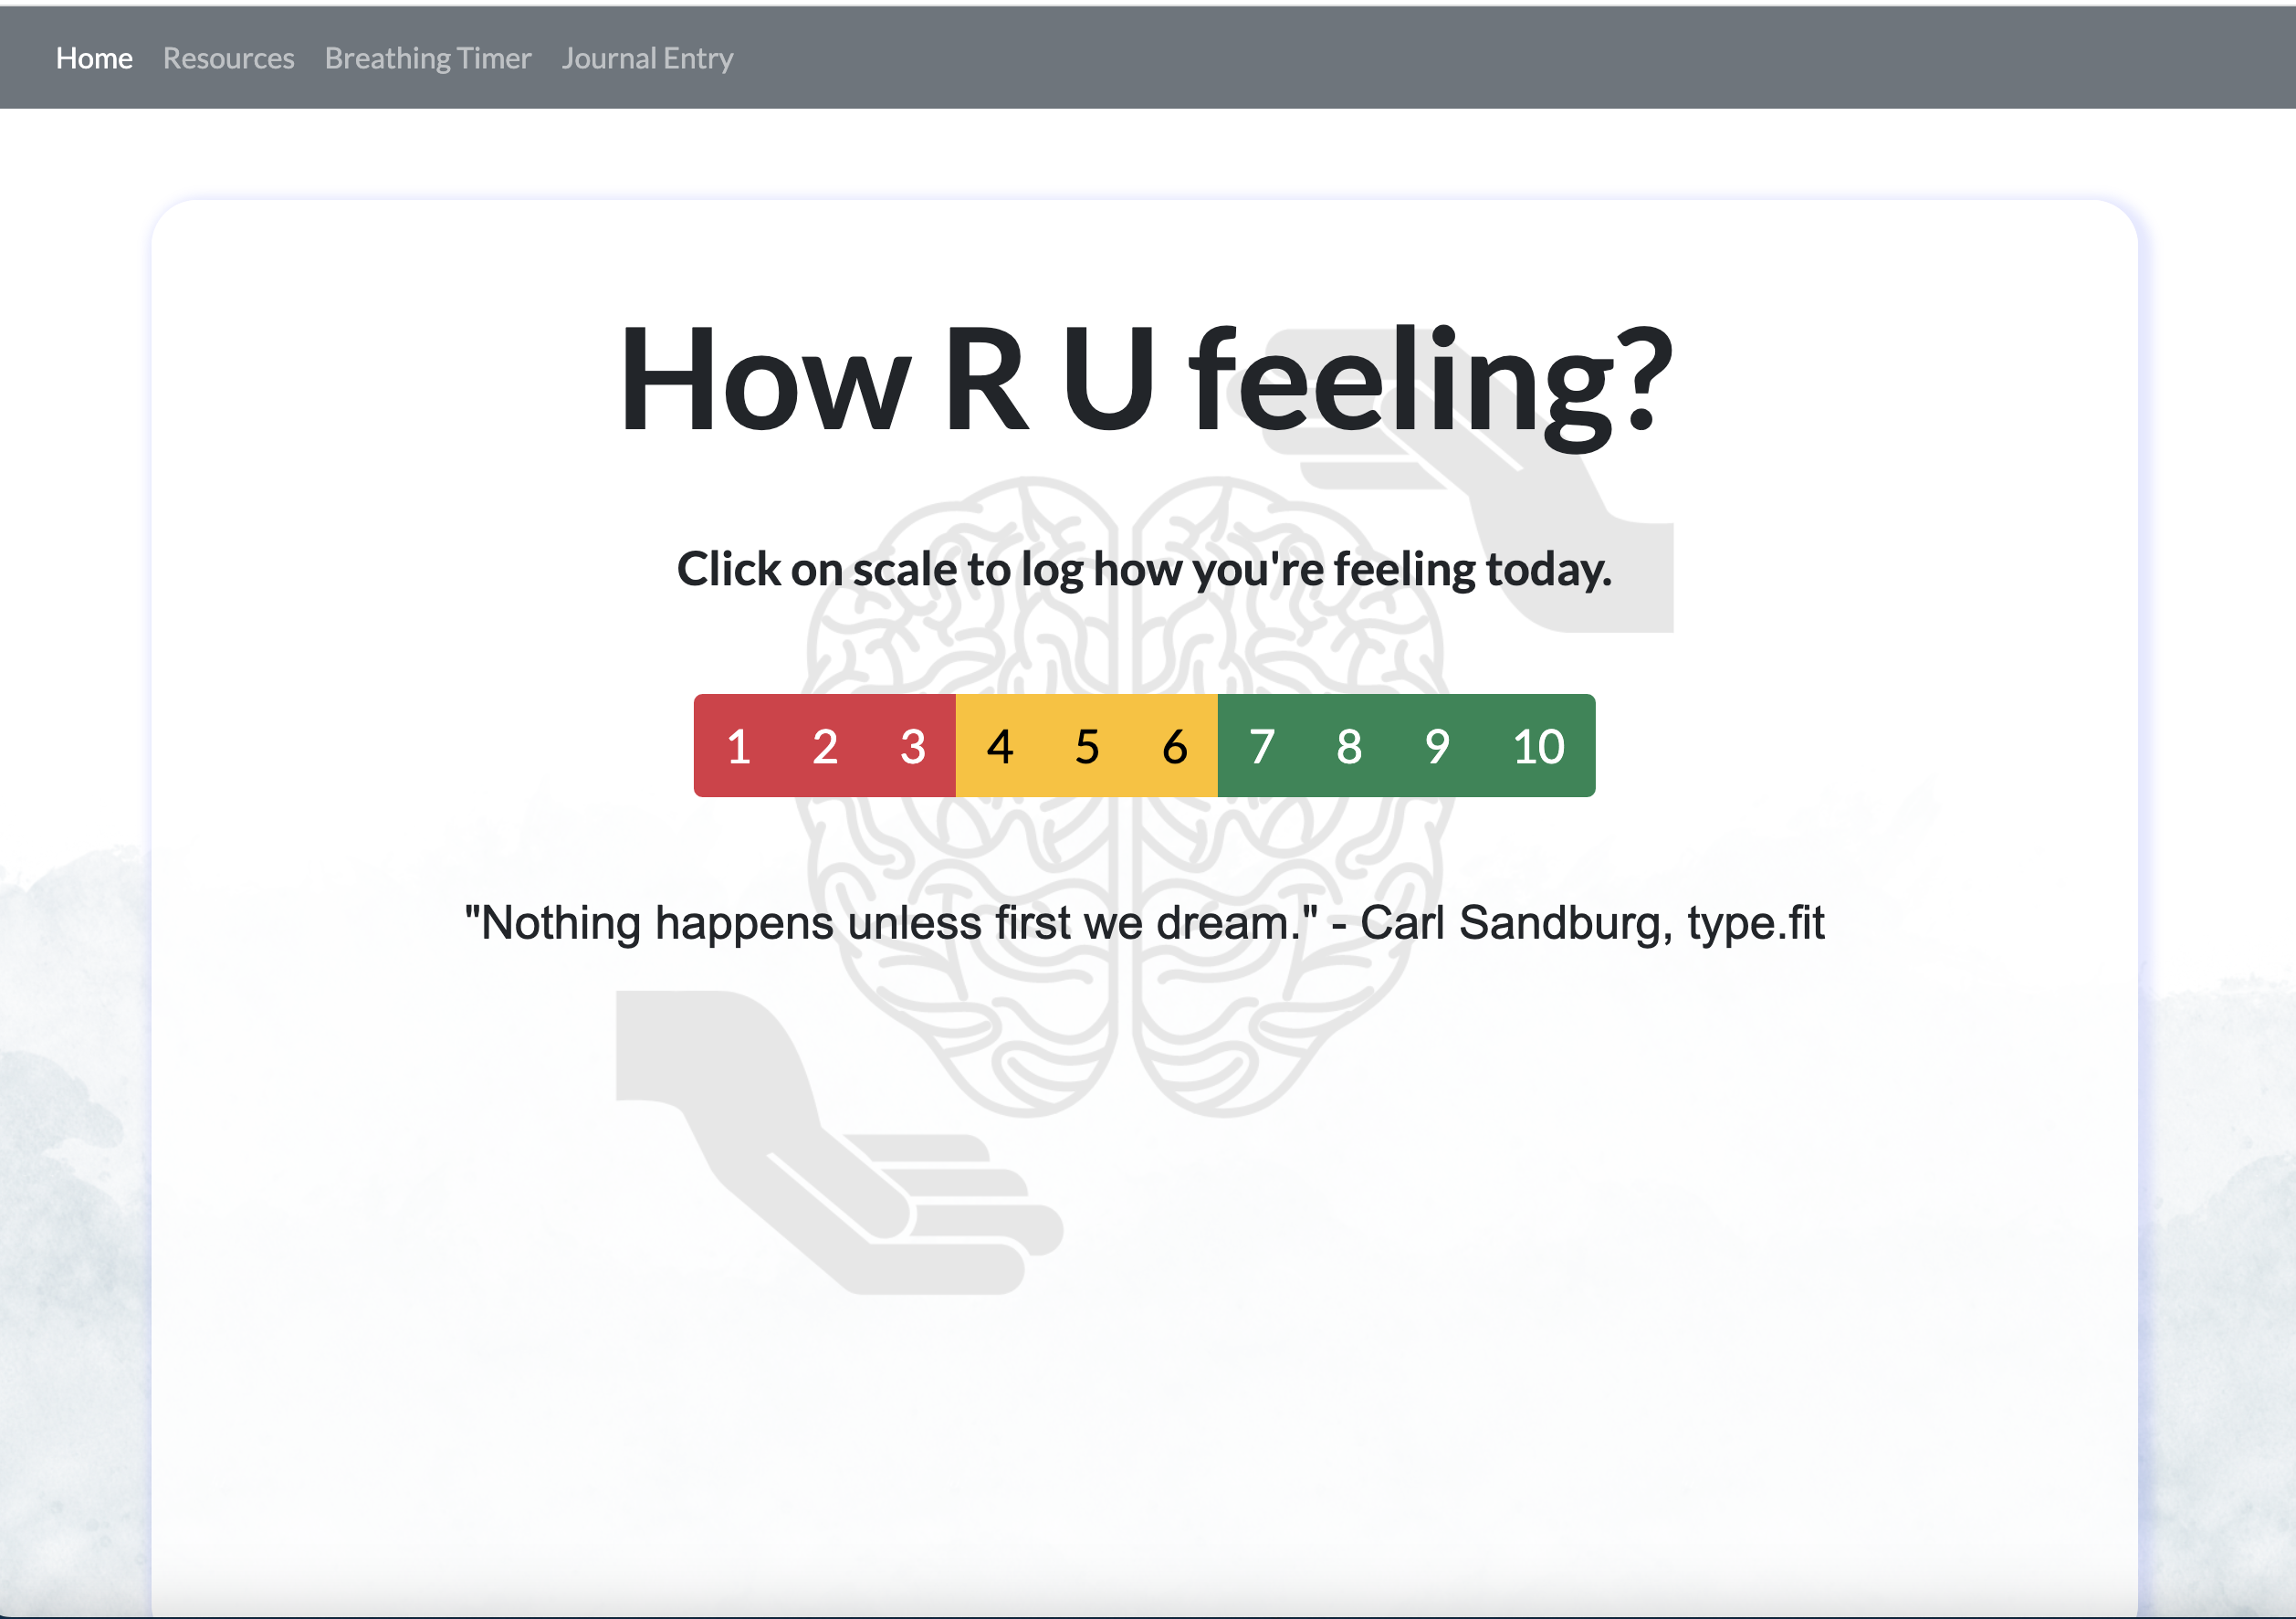 Home Resources Breathing Timer Journal Entry
How R U feeling?
Click on scale to log how you're feeling today.
1 2 3 4 5 6 7 8 9 10
"Nothing happens unless first we dream." - Carl Sandburg, type.fit